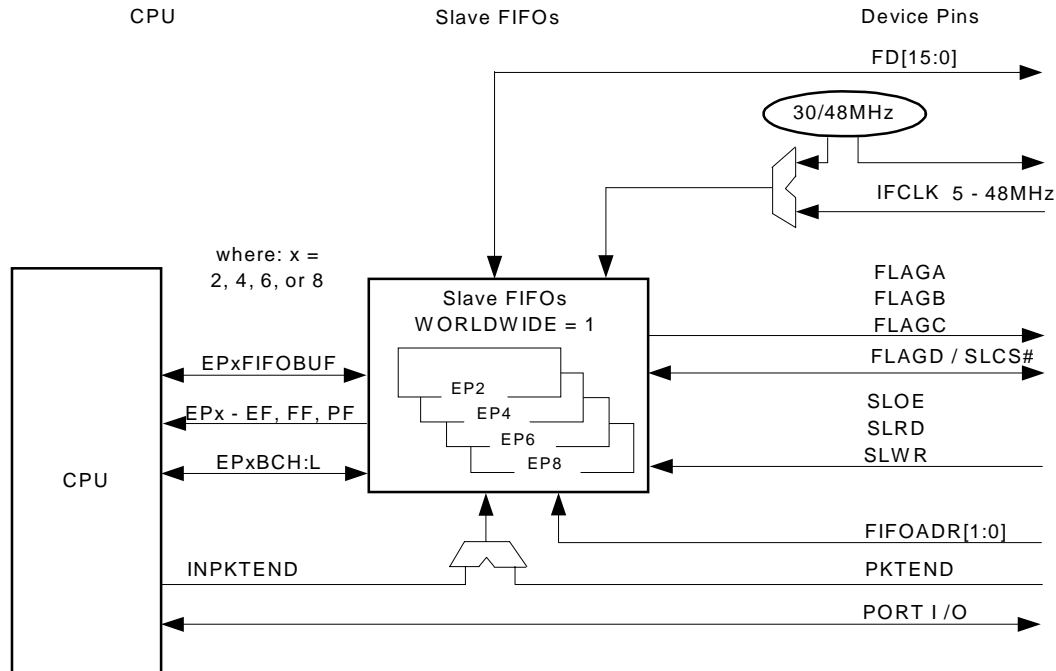 CPU
Slave FIFOs
Device Pins
FD[15:0]
30/48MHz
IFCLK 5 - 48MHz
where: x =
2, 4, 6, or 8
Slave FIFOs
WORLDWIDE = 1
FLAGA
FLAGB
FLAGC
FLAGD / SLCS#
EPxFIFOBUF
EP2
EPx - EF, FF, PF
EP4
SLOE
EP6
SLRD
EPxBCH:L
EP8
SLWR
CPU
FIFOADR[1:0]
INPKTEND
PKTEND
PORT I/O